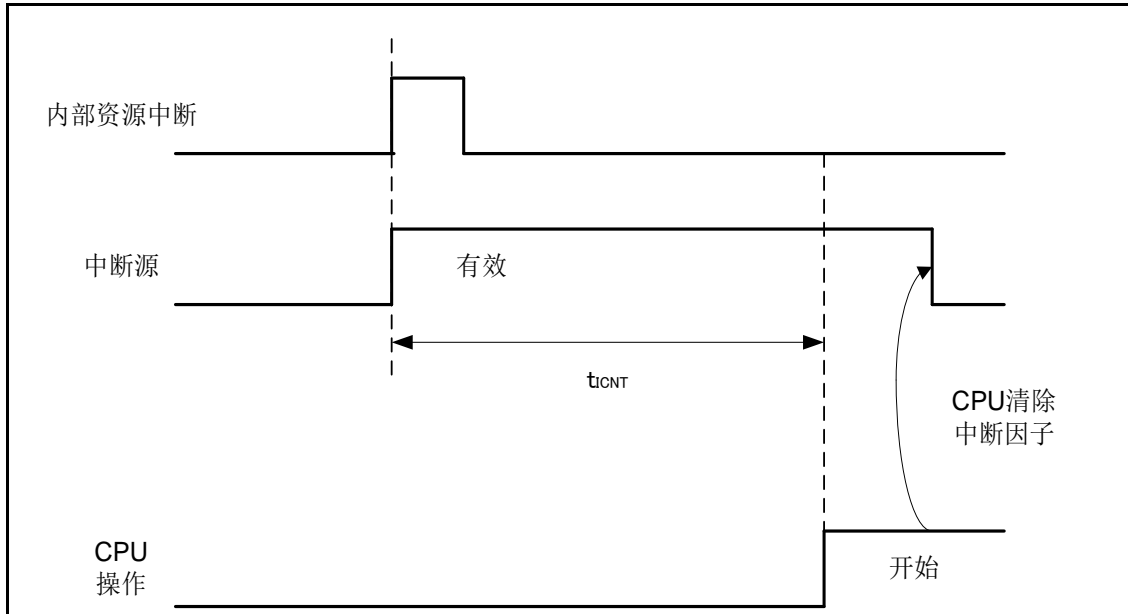 内部资源中断
中断源
有效
tICNT
CPU清除
中断因子
CPU
操作
开始